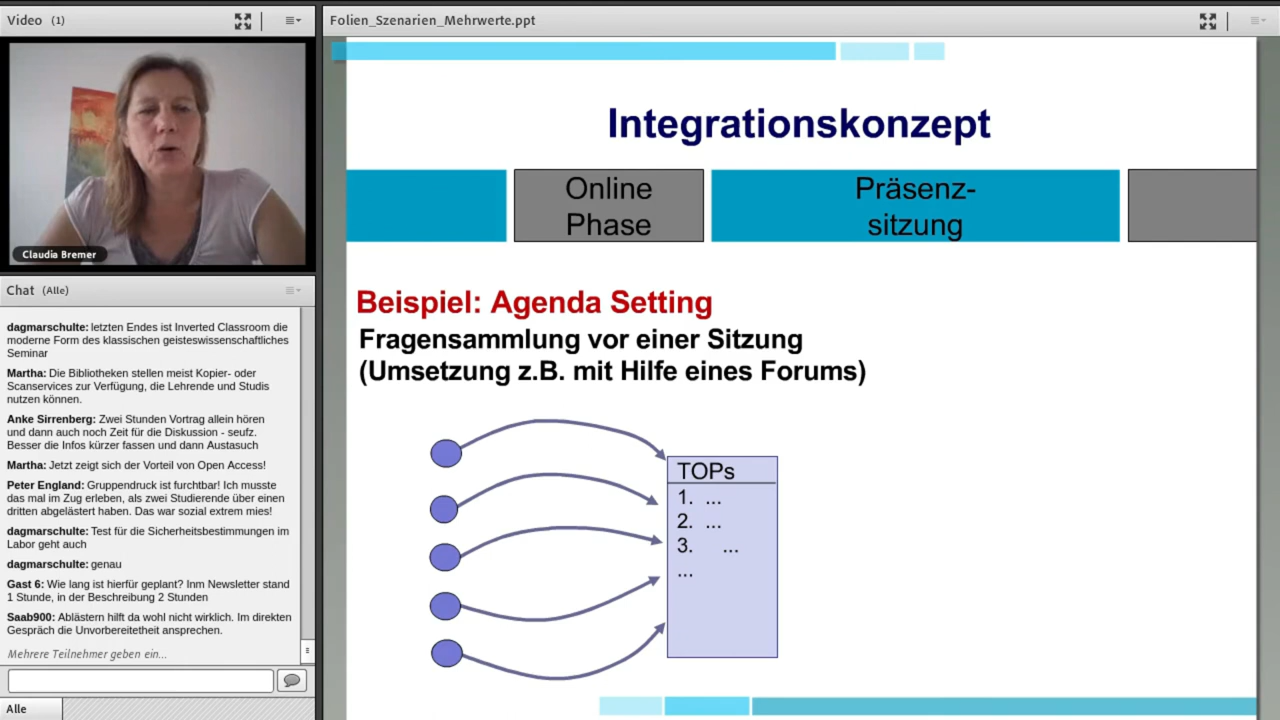 Video (1)
Claudia Bremer
Chat (Alle)
dagmarschulte: letzten Endes ist Inverted Classroom die
moderne Form des klassischen geisteswissenschaftliches
Seminar
Martha: Die Bibliotheken stellen meist Kopier- oder
Scanservices zur Verfügung, die Lehrende und Studis
nutzen können.
Anke Sirrenberg: Zwei Stunden Vortrag allein hören
und dann auch noch Zeit für die Diskussion - seufz.
Besser die Infos kürzer fassen und dann Austasuch
Martha: Jetzt zeigt sich der Vorteil von Open Access!
Peter England: Gruppendruck ist furchtbar! Ich musste
das mal im Zug erleben, als zwei Studierende über einen
dritten abgelästert haben. Das war sozial extrem mies!
dagmarschulte: Test für die Sicherheitsbestimmungen im
Labor geht auch
dagmarschulte: genau
Gast 6: Wie lang ist hierfür geplant? Inm Newsletter stand
1 Stunde, in der Beschreibung 2 Stunden
Saab900: Ablästern hilft da wohl nicht wirklich. Im direkten
Gespräch die Unvorbereitetheit ansprechen.
Mehrere Teilnehmer geben ein...
Alle
Folien_Szenarien_Mehrwerte.ppt
Integrationskonzept
Online
Phase
Präsenz-
sitzung
Beispiel: Agenda Setting
Fragensammlung vor einer Sitzung
(Umsetzung z.B. mit Hilfe eines Forums)
TOPs
1. ...
2. ...
3. ...
...